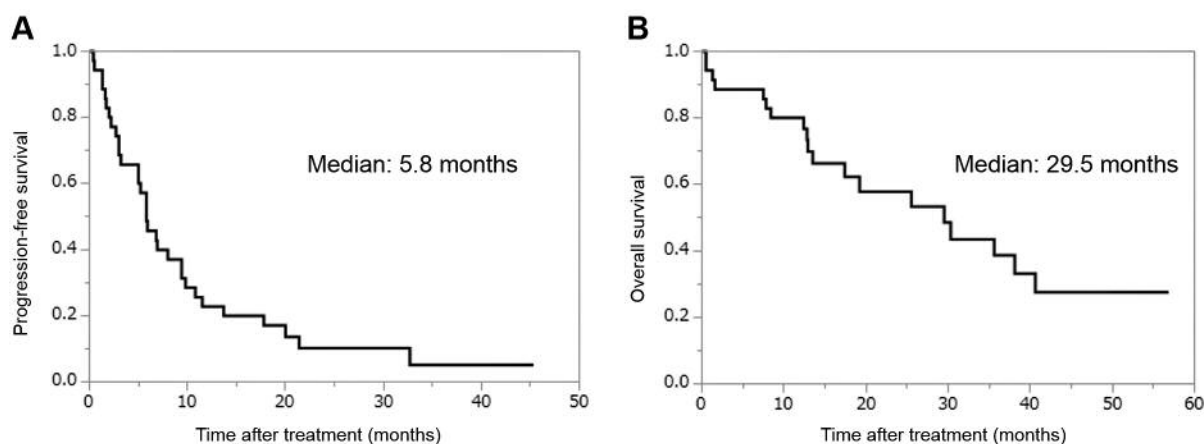 A
1.0
0.8
0.6
0.4
0.2
0.0
Progression-free survival
Median: 5.8 months
0 10 20 30 40 50
Time after treatment (months)
B
1.0
0.8
0.6
0.4
0.2
0.0
Overall survival
Median: 29.5 months
0 10 20 30 40 50 60
Time after treatment (months)